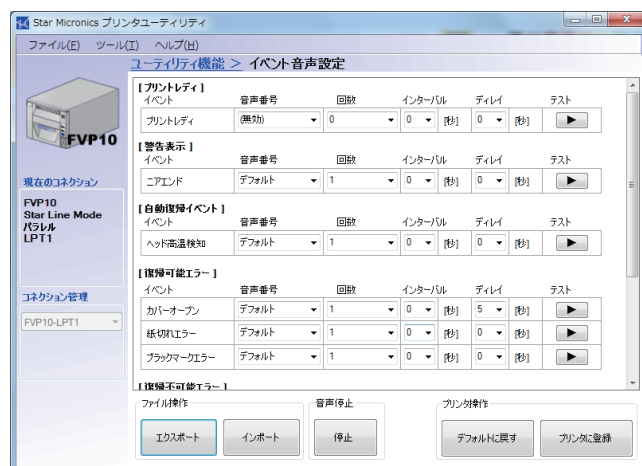 Star Micronics プリンタユーティリティ
ファイル(F) ツール(T) ヘルプ(H)
ユーティリティ機能 > イベント音声設定
FVP10
現在のコネクション
FVP10
Star Line Mode
パラレル
LPT1
コネクション管理
FVP10-LPT1
[ プリントレディ ]
イベント 音声番号 回数 インターバル ディレイ テスト
プリントレディ (無効) 0 0 [秒] 0 [秒]
[ 警告表示 ]
イベント 音声番号 回数 インターバル ディレイ テスト
ニアエンド デフォルト 1 0 [秒] 0 [秒]
[ 自動復帰イベント ]
イベント 音声番号 回数 インターバル ディレイ テスト
ヘッド高温検知 デフォルト 1 0 [秒] 0 [秒]
[ 復帰可能エラー ]
イベント 音声番号 回数 インターバル ディレイ テスト
カバーオープン デフォルト 1 0 [秒] 5 [秒]
紙切れエラー デフォルト 1 0 [秒] 0 [秒]
ブラックマークエラー デフォルト 1 0 [秒] 0 [秒]
[ 復帰不可能エラー ]
ファイル操作 音声停止 プリンタ操作
エクスポート インポート 停止 デフォルトに戻す プリンタに登録